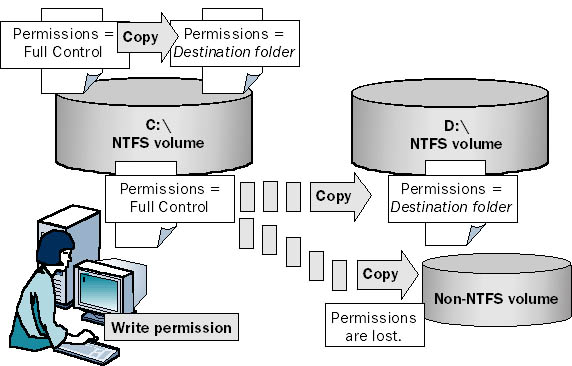 Permissions =
Full Control
Copy
Permissions =
Destination folder
C:\
NTFS volume
D:\
NTFS volume
Permissions =
Full Control
Copy
Permissions =
Destination folder
Copy
Non-NTFS volume
Write permission
Permissions
are lost.